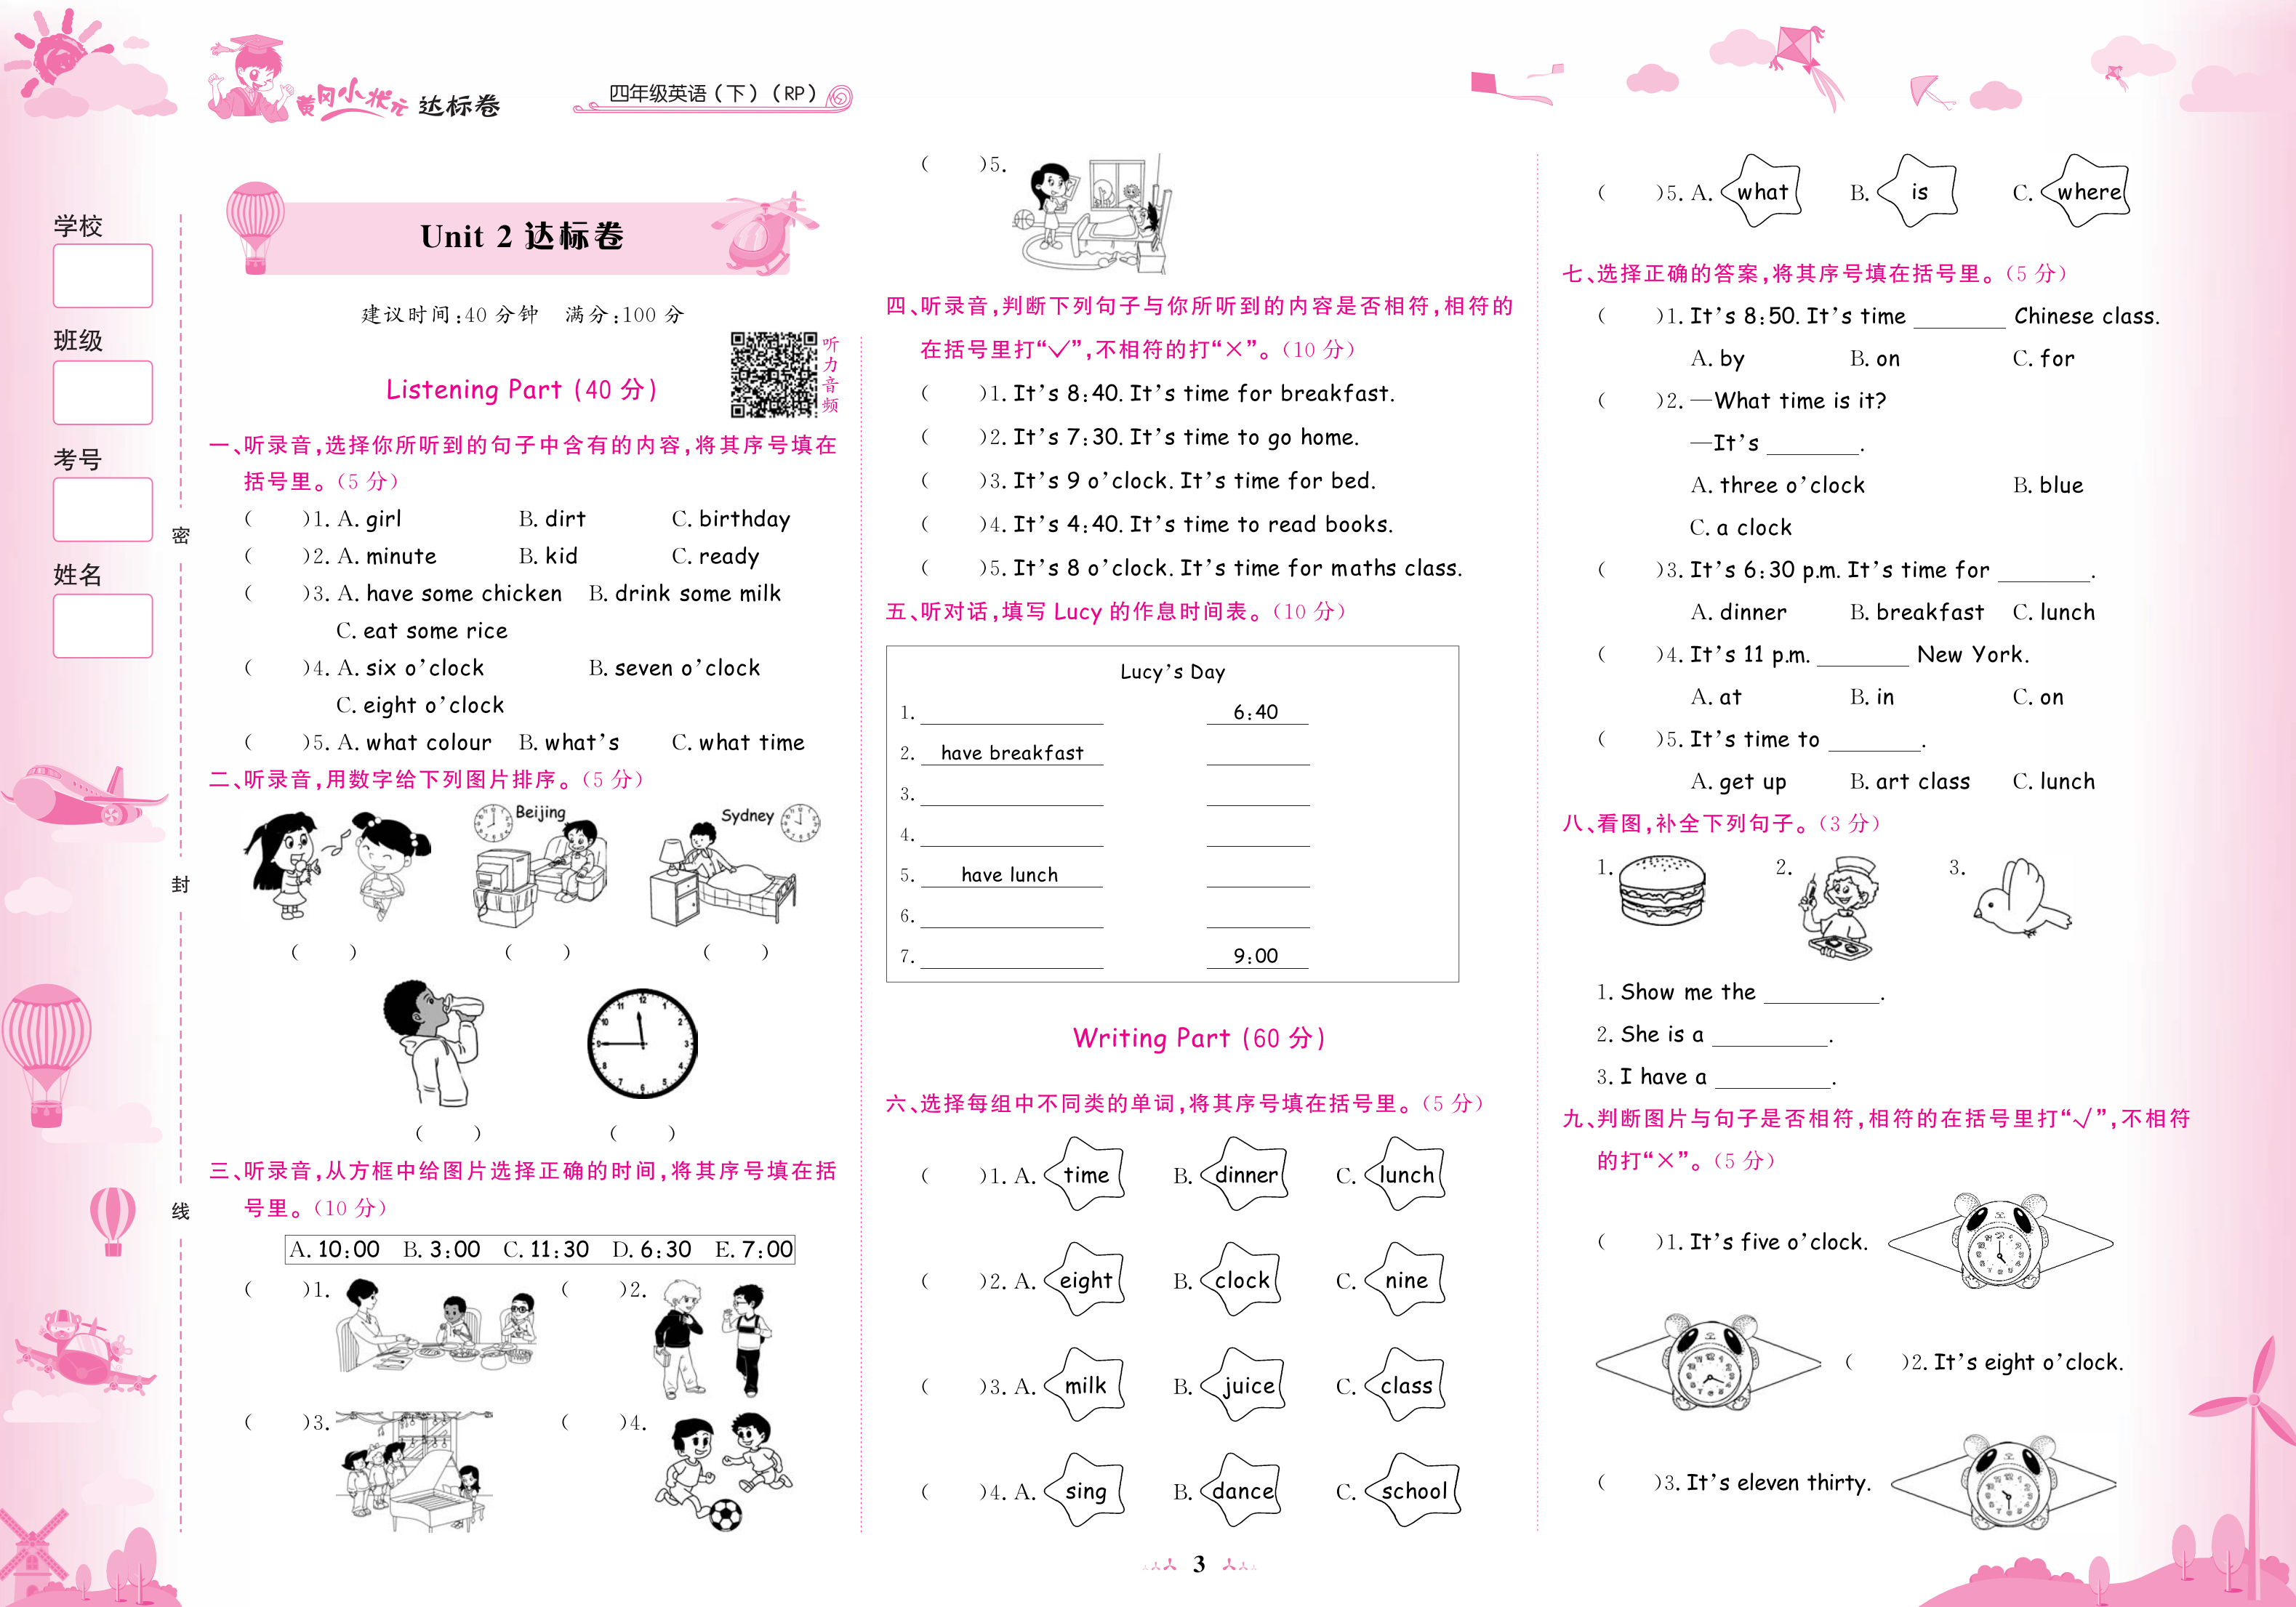 黄冈小状元 达标卷
四年级英语(下)(RP)
学校
班级
考号
姓名
密
封
线
Unit 2 达标卷
建议时间:40 分钟 满分:100 分
听力音频
Listening Part (40 分)
一、听录音,选择你所听到的句子中含有的内容,将其序号填在
括号里。(5 分)
( )1. A. girl B. dirt C. birthday
( )2. A. minute B. kid C. ready
( )3. A. have some chicken B. drink some milk
C. eat some rice
( )4. A. six o’clock B. seven o’clock
C. eight o’clock
( )5. A. what colour B. what’s C. what time
二、听录音,用数字给下列图片排序。(5 分)
Beijing Sydney
( ) ( ) ( )
( ) ( )
三、听录音,从方框中给图片选择正确的时间,将其序号填在括
号里。(10 分)
A. 10:00 B. 3:00 C. 11:30 D. 6:30 E. 7:00
( )1. ( )2.
( )3. ( )4.
( )5.
四、听录音,判断下列句子与你所听到的内容是否相符,相符的
在括号里打“✓”,不相符的打“×”。(10 分)
( )1. It’s 8:40. It’s time for breakfast.
( )2. It’s 7:30. It’s time to go home.
( )3. It’s 9 o’clock. It’s time for bed.
( )4. It’s 4:40. It’s time to read books.
( )5. It’s 8 o’clock. It’s time for maths class.
五、听对话,填写 Lucy 的作息时间表。(10 分)
Lucy’s Day
1. ________ 6:40
2. have breakfast ________
3. ________ ________
4. ________ ________
5. have lunch ________
6. ________ ________
7. ________ 9:00
Writing Part (60 分)
六、选择每组中不同类的单词,将其序号填在括号里。(5 分)
( )1. A. time B. dinner C. lunch
( )2. A. eight B. clock C. nine
( )3. A. milk B. juice C. class
( )4. A. sing B. dance C. school
( )5. A. what B. is C. where
七、选择正确的答案,将其序号填在括号里。(5 分)
( )1. It’s 8:50. It’s time ________ Chinese class.
A. by B. on C. for
( )2. —What time is it?
—It’s ________.
A. three o’clock B. blue
C. a clock
( )3. It’s 6:30 p.m. It’s time for ________.
A. dinner B. breakfast C. lunch
( )4. It’s 11 p.m. ________ New York.
A. at B. in C. on
( )5. It’s time to ________.
A. get up B. art class C. lunch
八、看图,补全下列句子。(3 分)
1. 2. 3.
1. Show me the ________.
2. She is a ________.
3. I have a ________.
九、判断图片与句子是否相符,相符的在括号里打“✓”,不相符
的打“×”。(5 分)
( )1. It’s five o’clock.
( )2. It’s eight o’clock.
( )3. It’s eleven thirty.
3